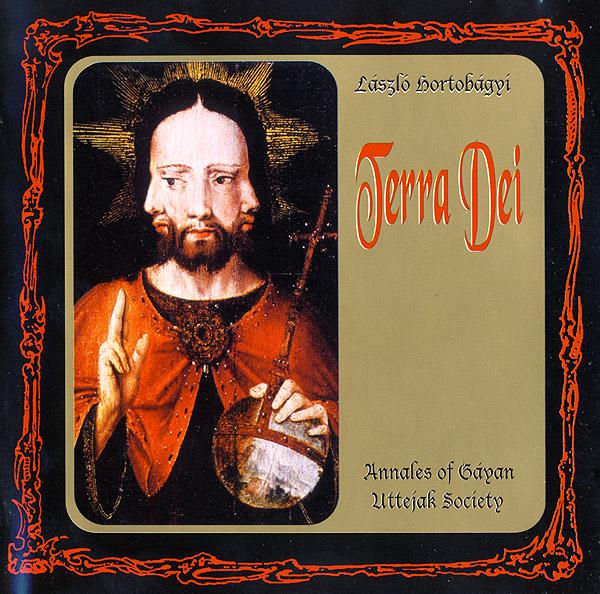 László Hortobágyi
Terra Dei
Annales of Gáyan
Uttejak Society